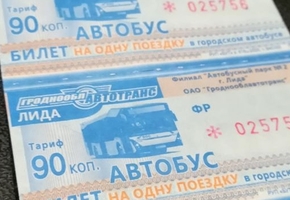 Тариф
90 КОП.
АВТОБУС
* 025756
БИЛЕТ НА ОДНУ ПОЕЗДКУ в городском автобусе
ГРОДНООБЛАВТОТРАНС
ЛИДА
Филиал "Автобусный парк № 2
г. Лида"
ОАО "Гроднооблавтотранс"
ФР
* 02575
Тариф
90 КОП.
АВТОБУС
БИЛЕТ НА ОДНУ ПОЕЗДКУ в городском